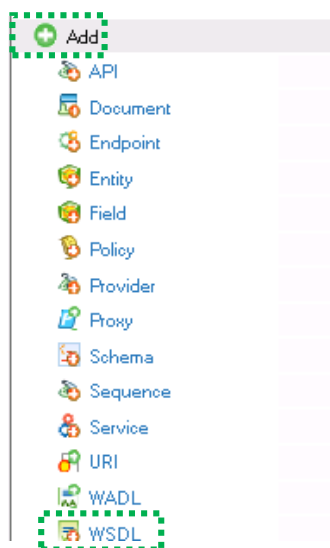 Add
API
Document
Endpoint
Entity
Field
Policy
Provider
Proxy
Schema
Sequence
Service
URI
WADL
WSDL